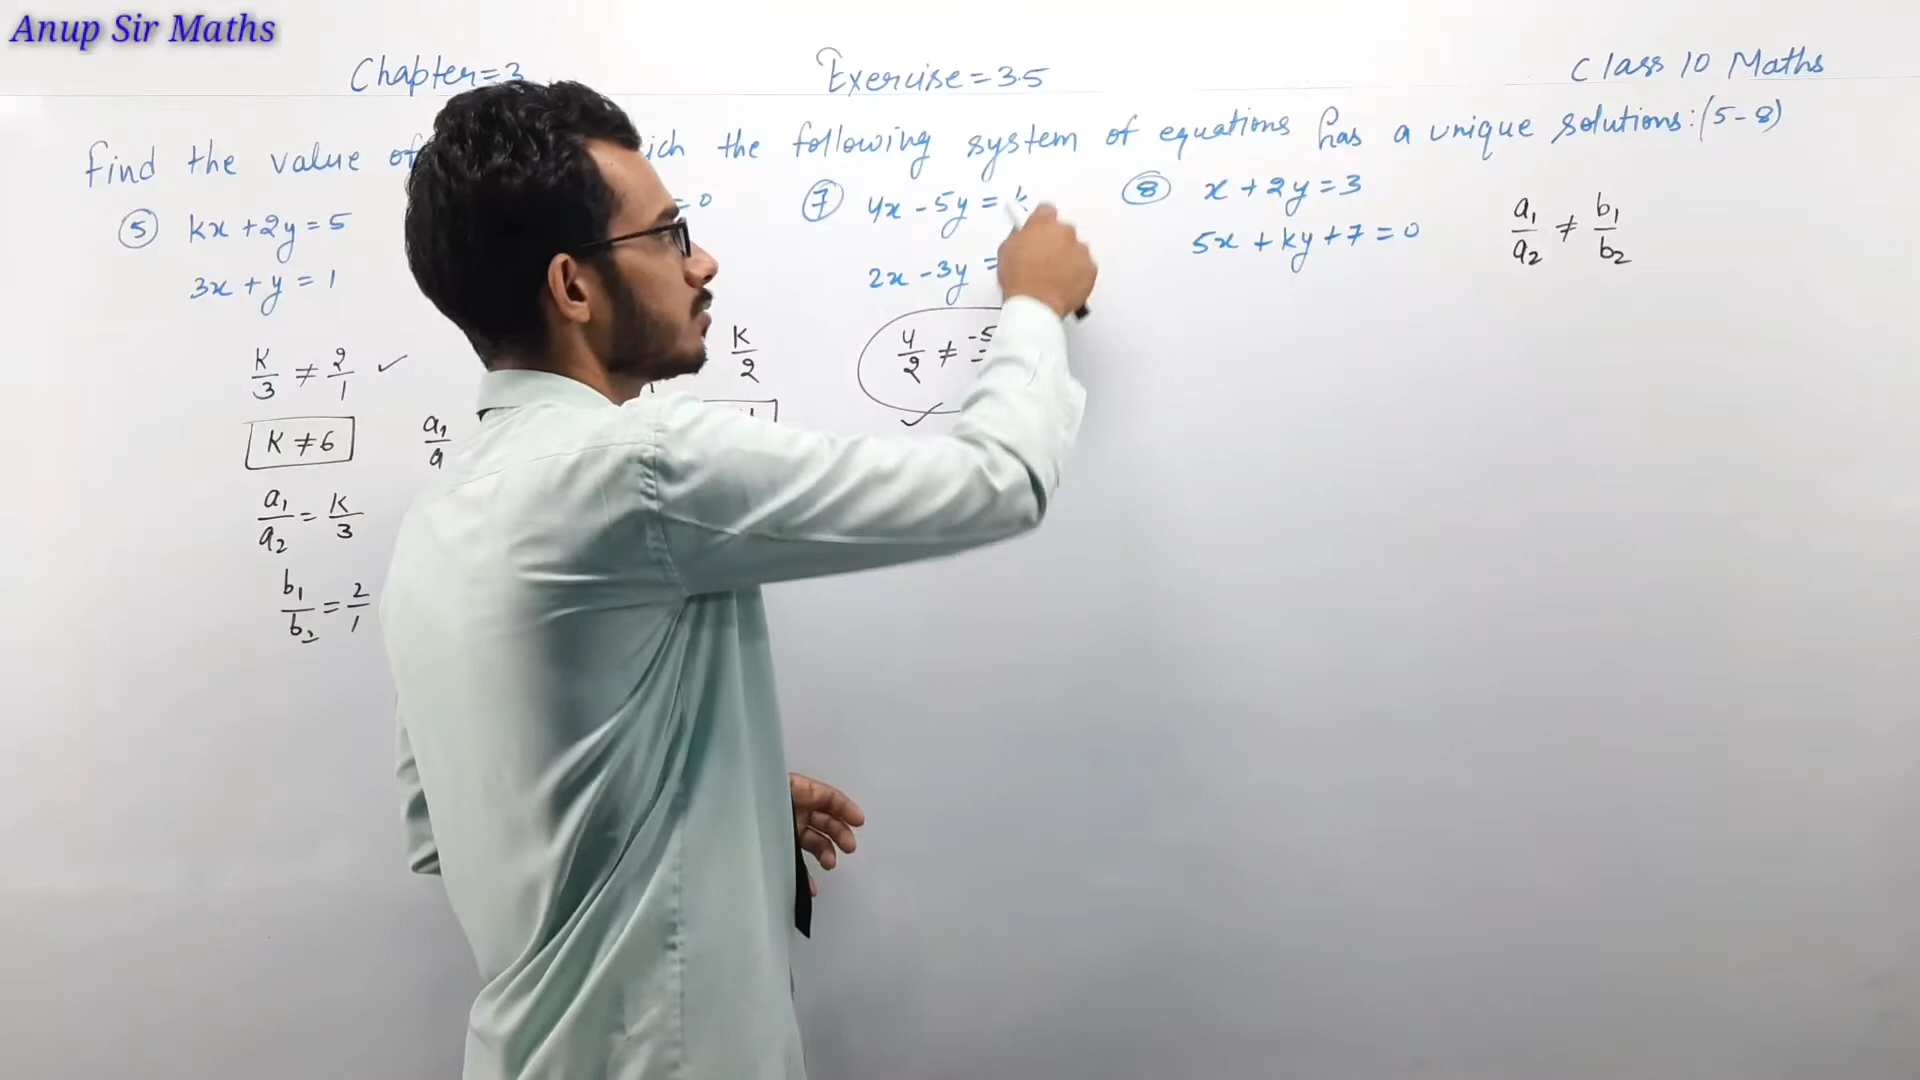 Anup Sir Maths
Chapter=3 Exercise=3.5 Class 10 Maths
find the value of the following system of equations has a unique solutions:(5-8)
⑤ kx+2y=5
3x+y=1
K/3 ≠ 2/1 ✓
K≠6
a₁/a₂ = K/3
b₁/b₂ = 2/1
a₁/a
=0
K/2
⑦ 4x-5y=k
2x-3y=
4/2 ≠ -5
✓
⑧ x+2y=3
5x+ky+7=0
a₁/a₂ ≠ b₁/b₂